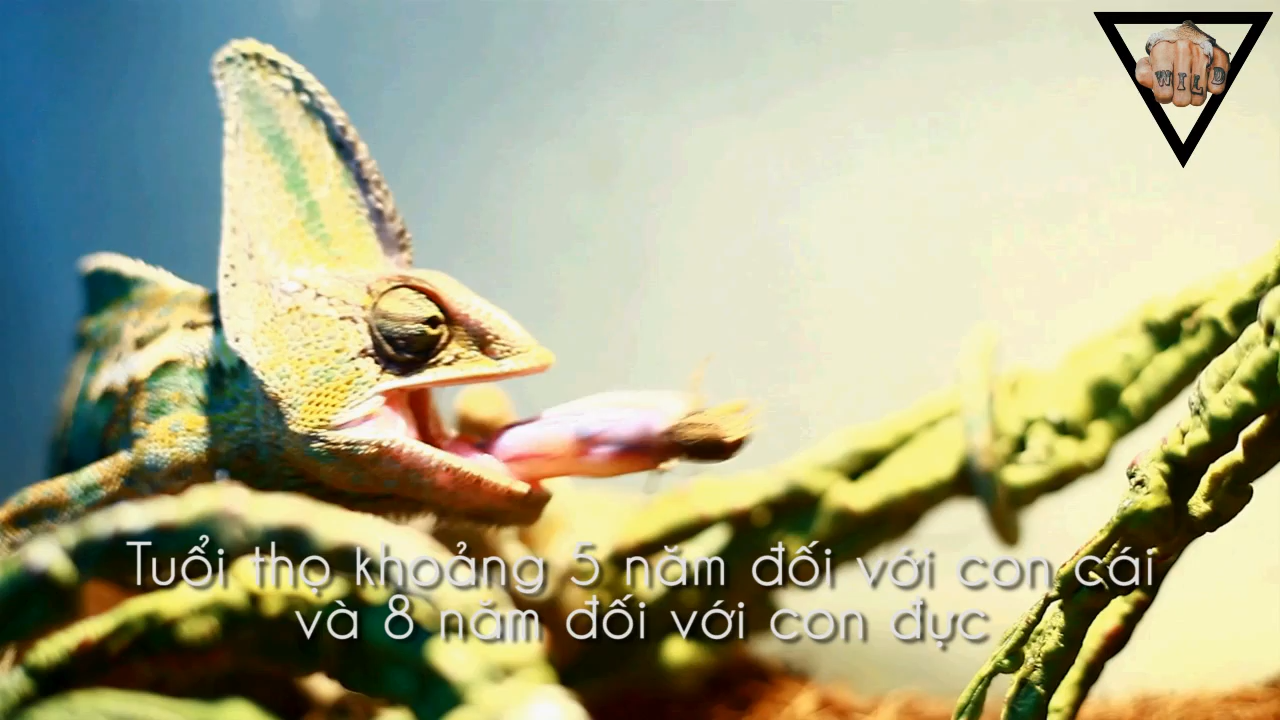 WILD
Tuổi thọ khoảng 5 năm đối với con cái
và 8 năm đối với con đực